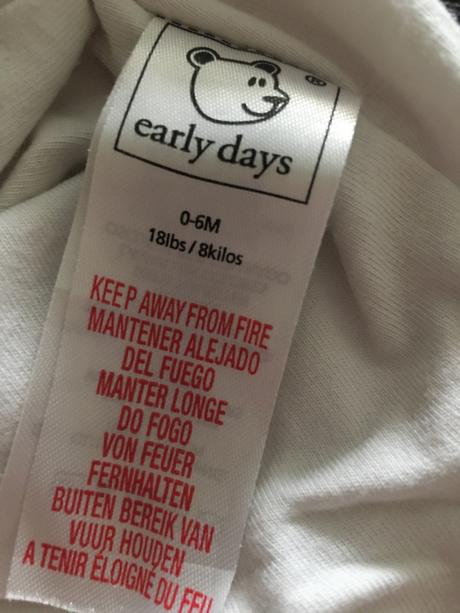 early days
0-6M
18lbs / 8kilos
KEEP AWAY FROM FIRE
MANTENER ALEJADO
DEL FUEGO
MANTER LONGE
DO FOGO
VON FEUER
FERNHALTEN
BUITEN BEREIK VAN
VUUR HOUDEN
A TENIR ÉLOIGNÉ DU FEU